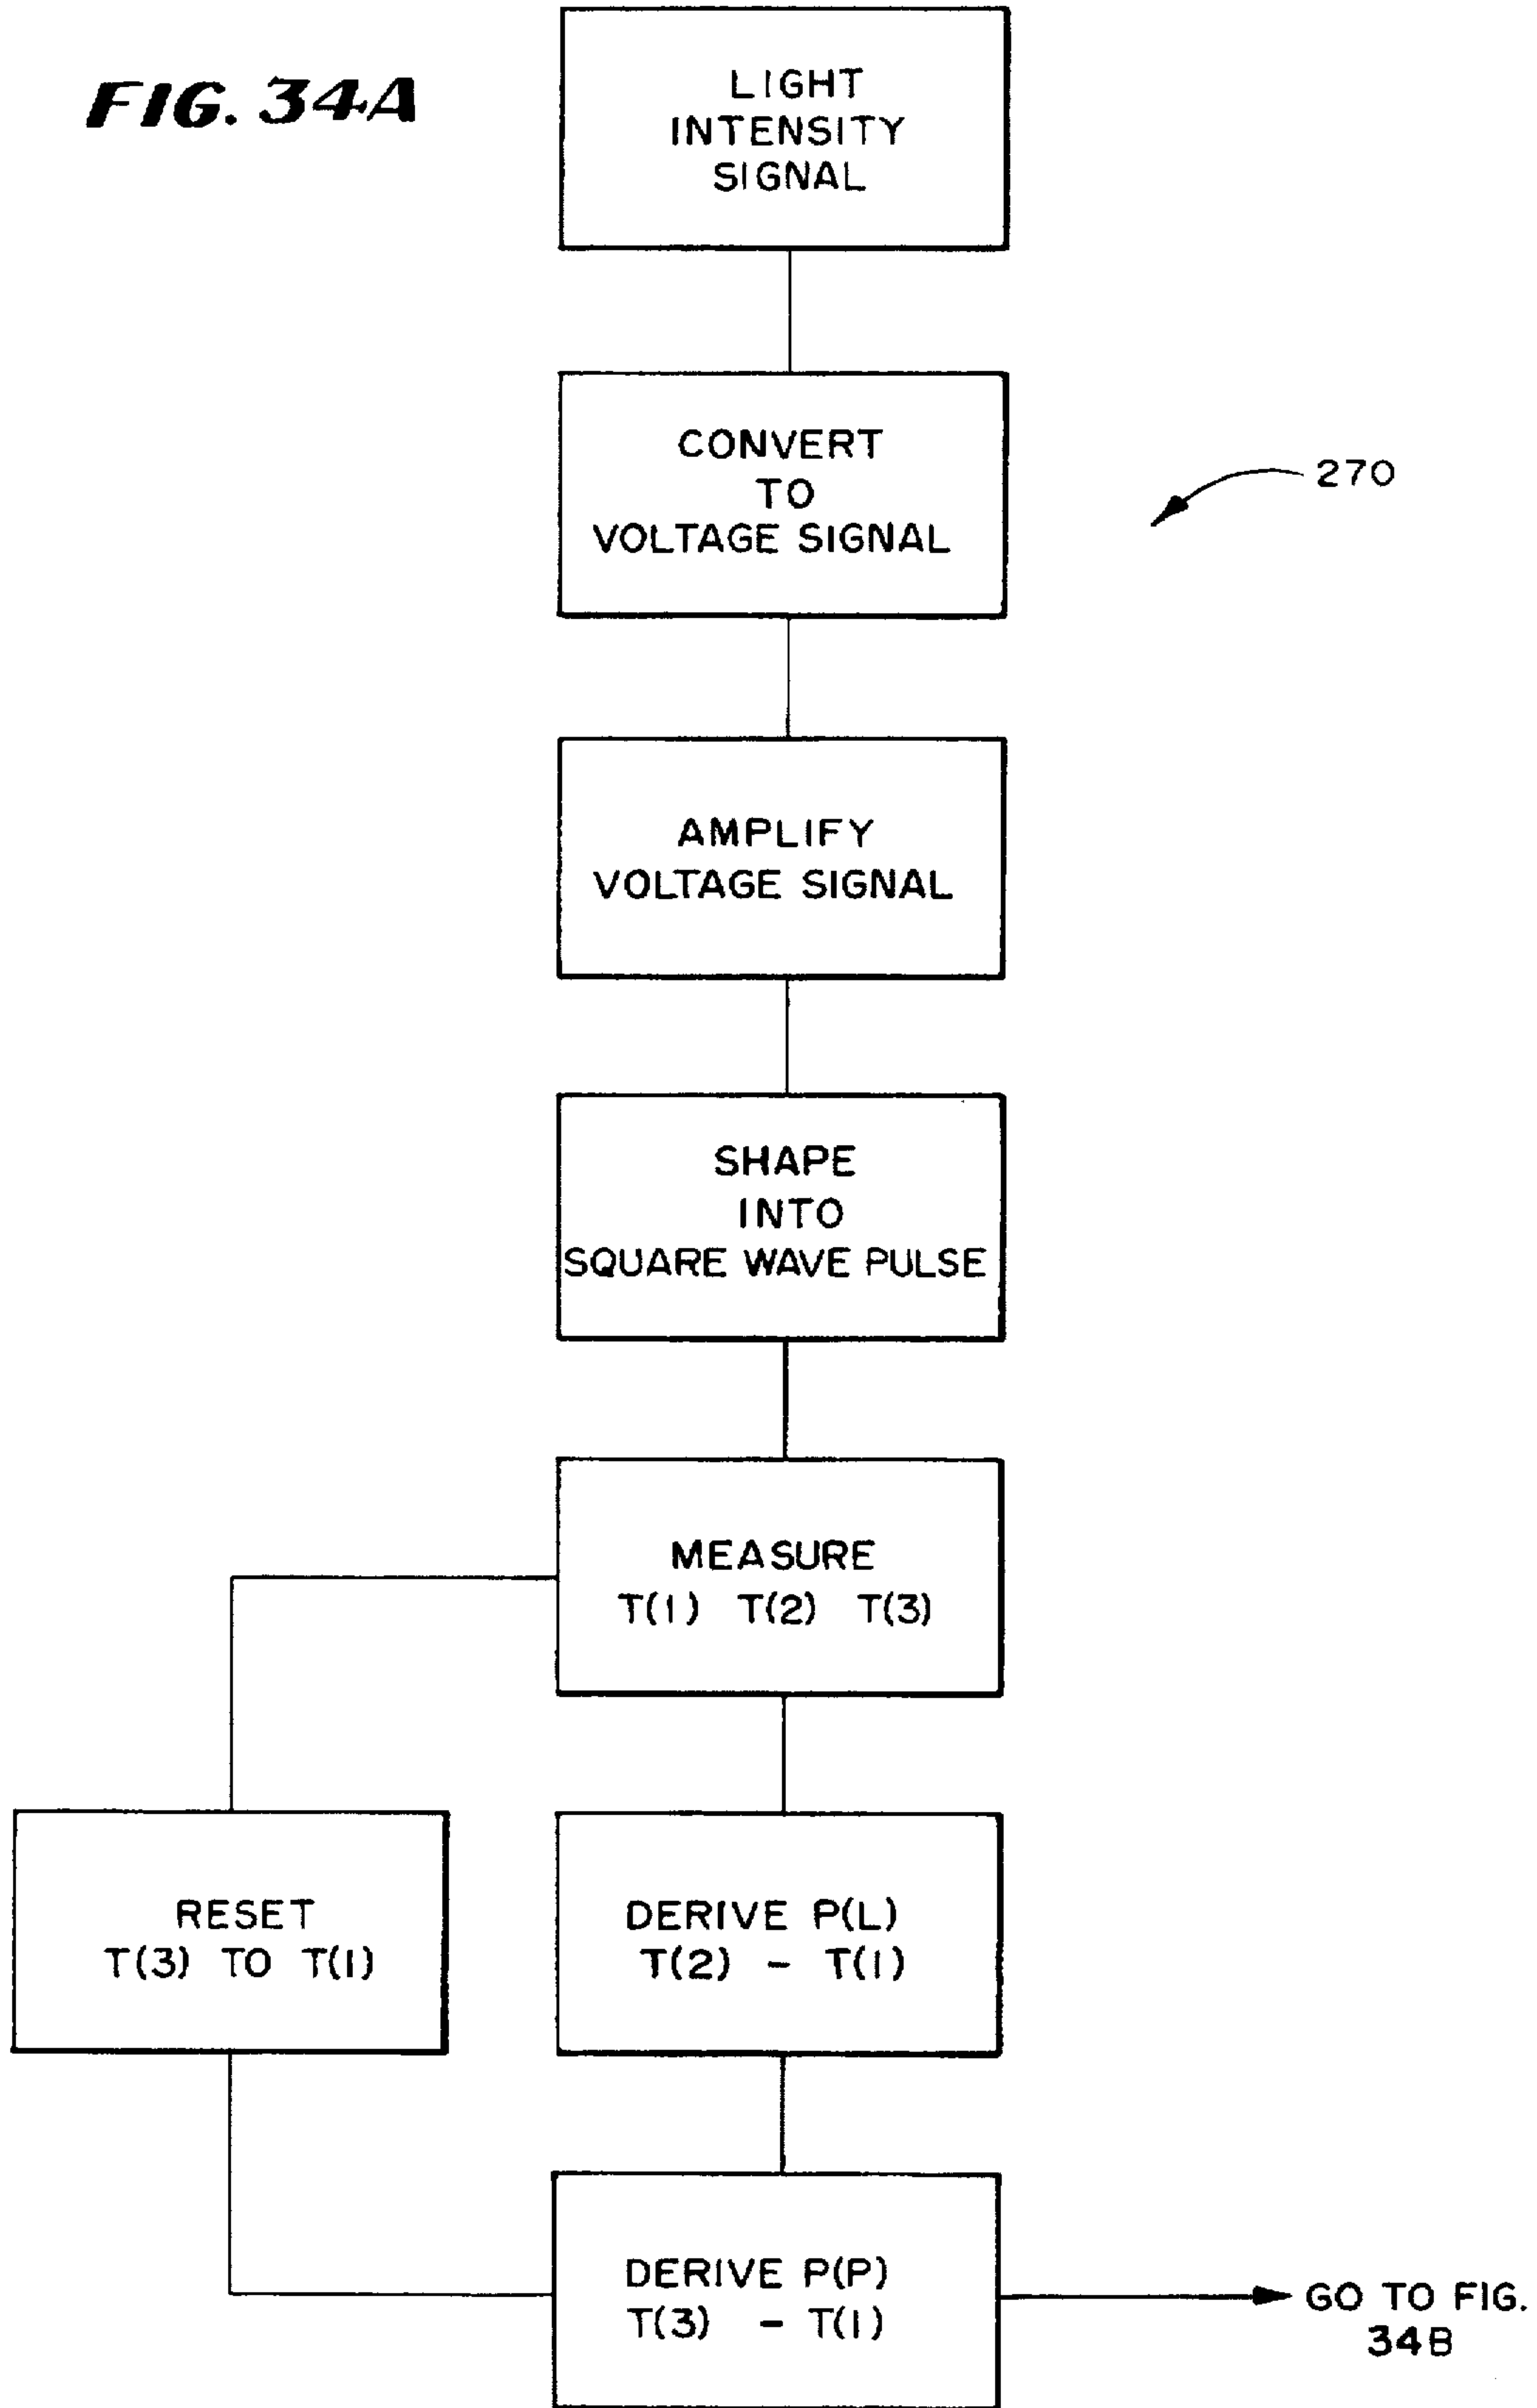 FIG. 34A
LIGHT
INTENSITY
SIGNAL
CONVERT
TO
VOLTAGE SIGNAL
270
AMPLIFY
VOLTAGE SIGNAL
SHAPE
INTO
SQUARE WAVE PULSE
MEASURE
T(1) T(2) T(3)
RESET
T(3) TO T(1)
DERIVE P(L)
T(2) - T(1)
DERIVE P(P)
T(3) - T(1)
GO TO FIG.
34B